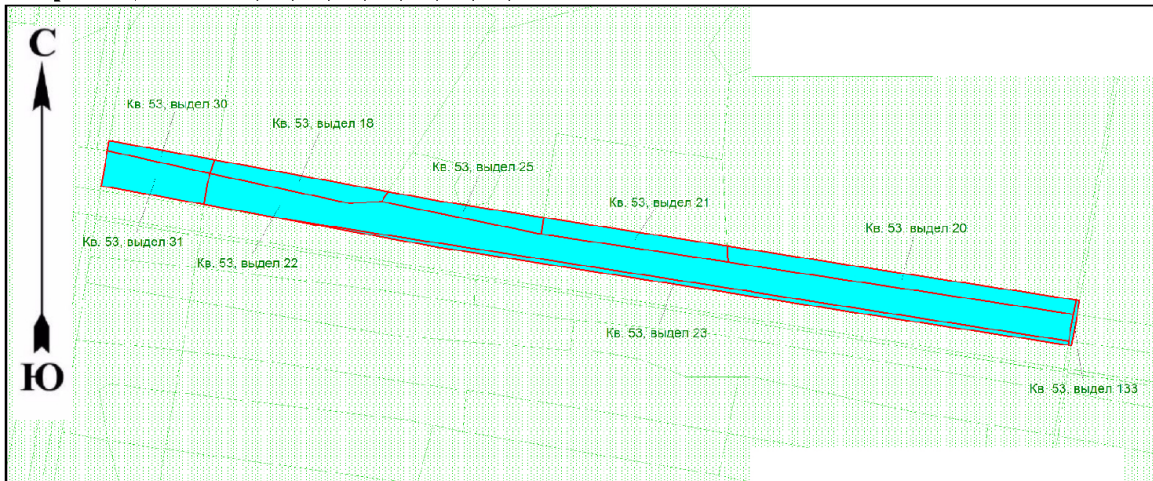 С
Кв. 53, выдел 30
Кв. 53, выдел 18
Кв. 53, выдел 25
Кв. 53, выдел 21
Кв. 53, выдел 20
Кв. 53, выдел 31
Кв. 53, выдел 22
Кв. 53, выдел 23
Ю
Кв. 53, выдел 133